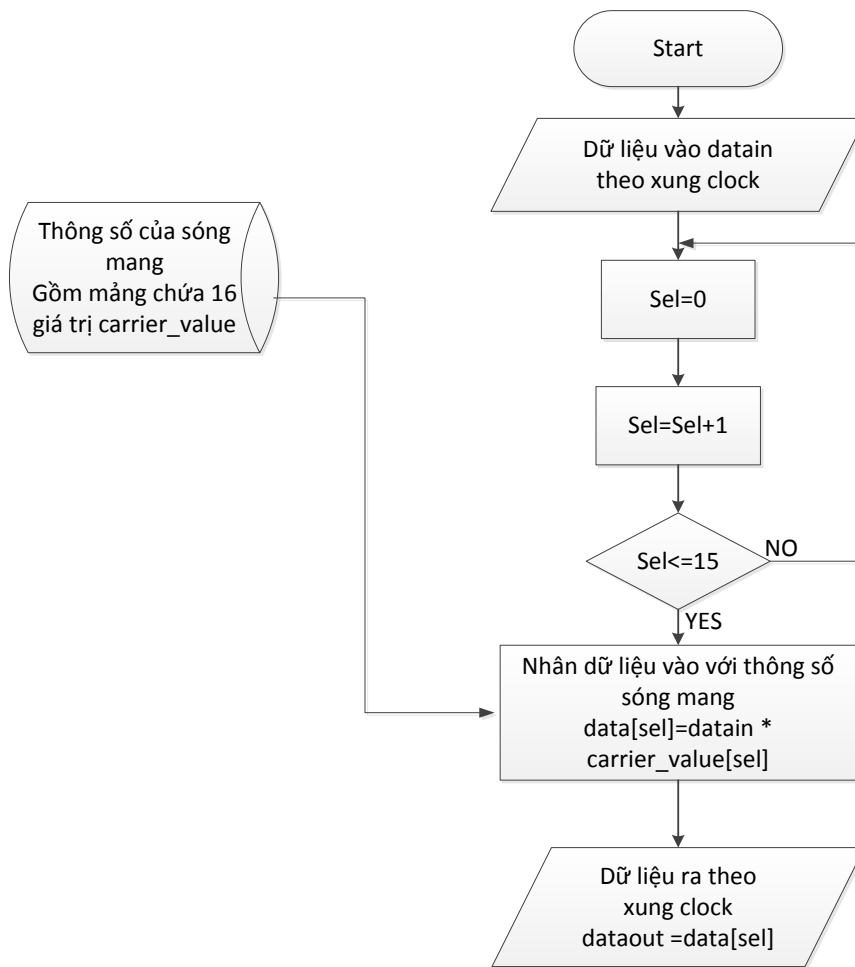 Start
Dữ liệu vào datain
theo xung clock
Thông số của sóng
mang
Gồm mảng chứa 16
giá trị carrier_value
Sel=0
Sel=Sel+1
Sel<=15
NO
YES
Nhân dữ liệu vào với thông số
sóng mang
data[sel]=datain *
carrier_value[sel]
Dữ liệu ra theo
xung clock
dataout =data[sel]